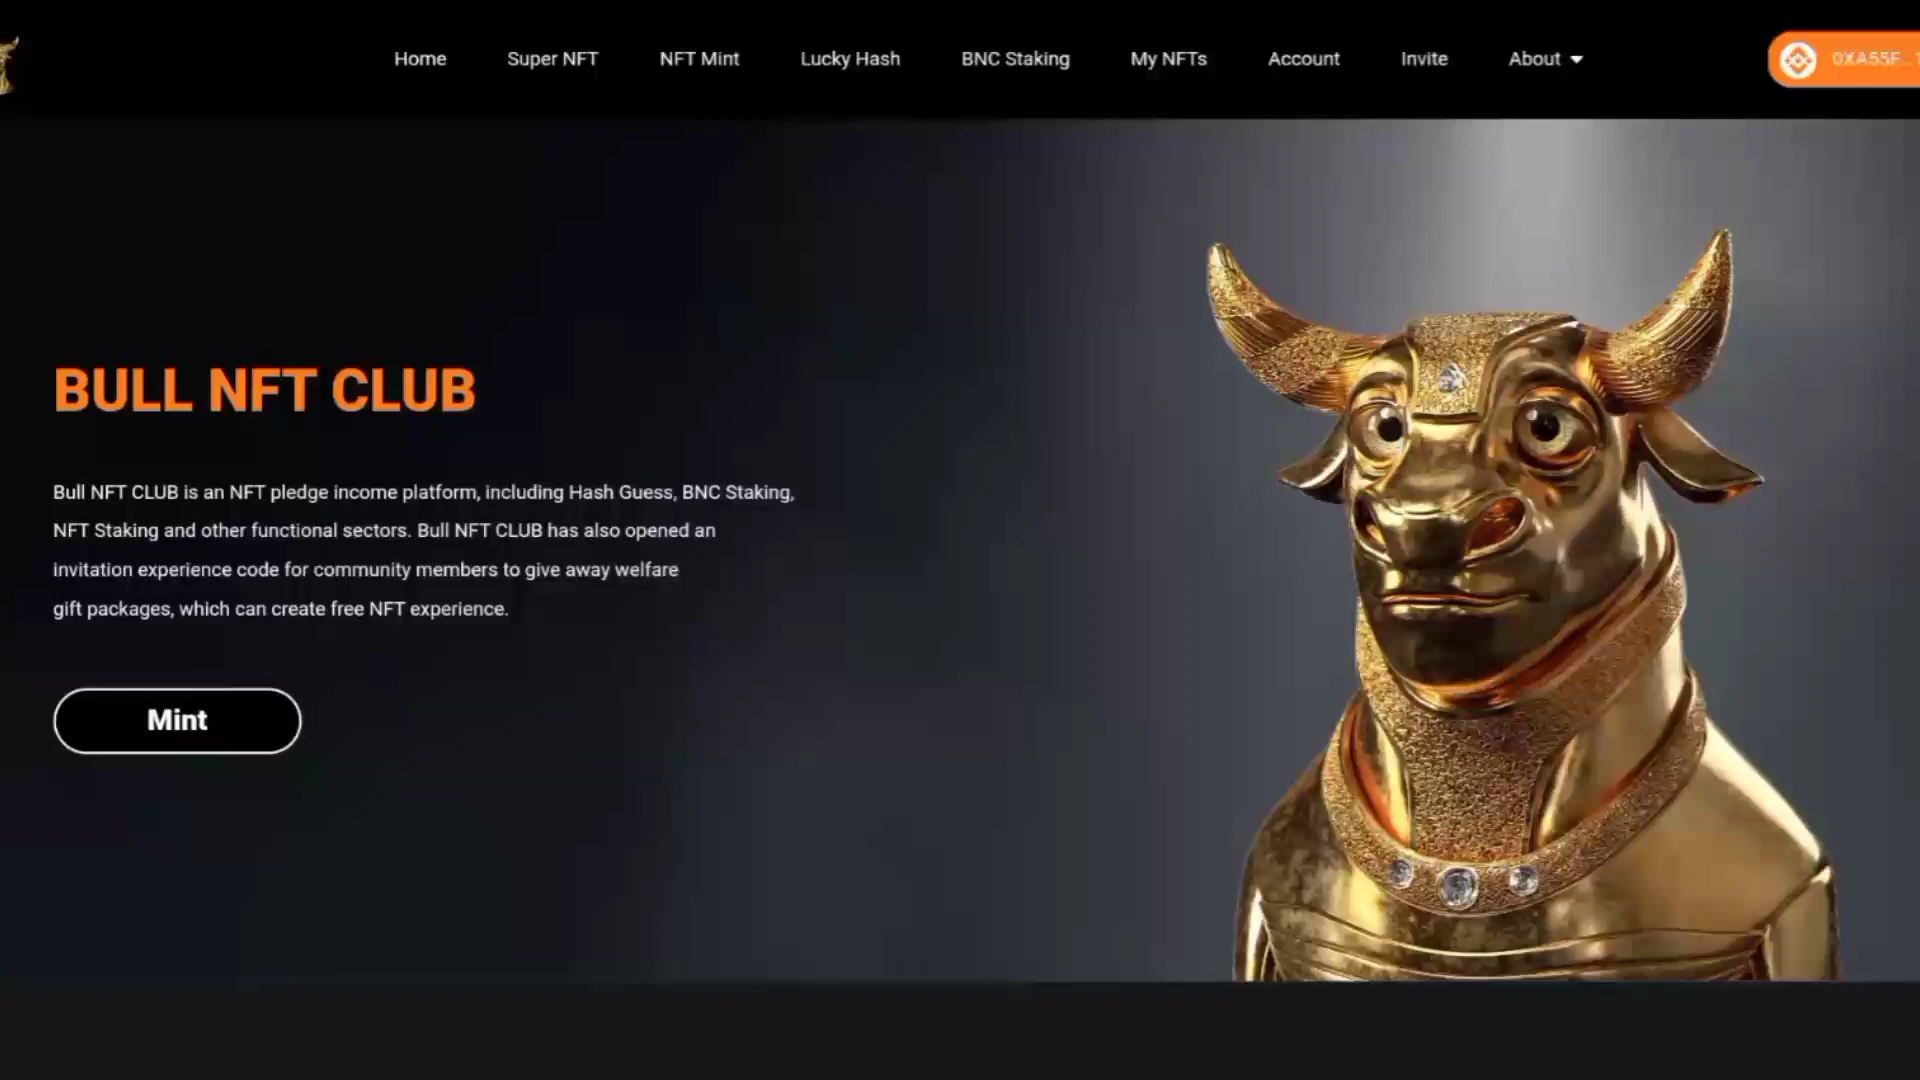 Home
Super NFT
NFT Mint
Lucky Hash
BNC Staking
My NFTs
Account
Invite
About
0XA55F...1
BULL NFT CLUB
Bull NFT CLUB is an NFT pledge income platform, including Hash Guess, BNC Staking,
NFT Staking and other functional sectors. Bull NFT CLUB has also opened an
invitation experience code for community members to give away welfare
gift packages, which can create free NFT experience.
Mint